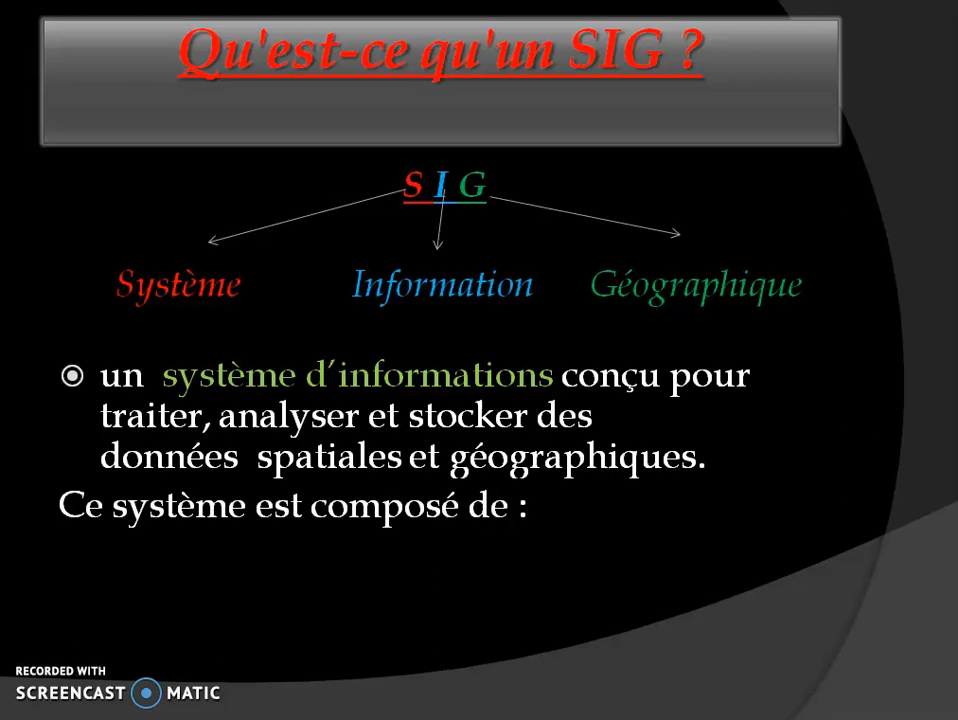 Qu'est-ce qu'un SIG ?
S I G
Système Information Géographique
un système d’informations conçu pour
traiter, analyser et stocker des
données spatiales et géographiques.
Ce système est composé de :
RECORDED WITH
SCREENCAST MATIC